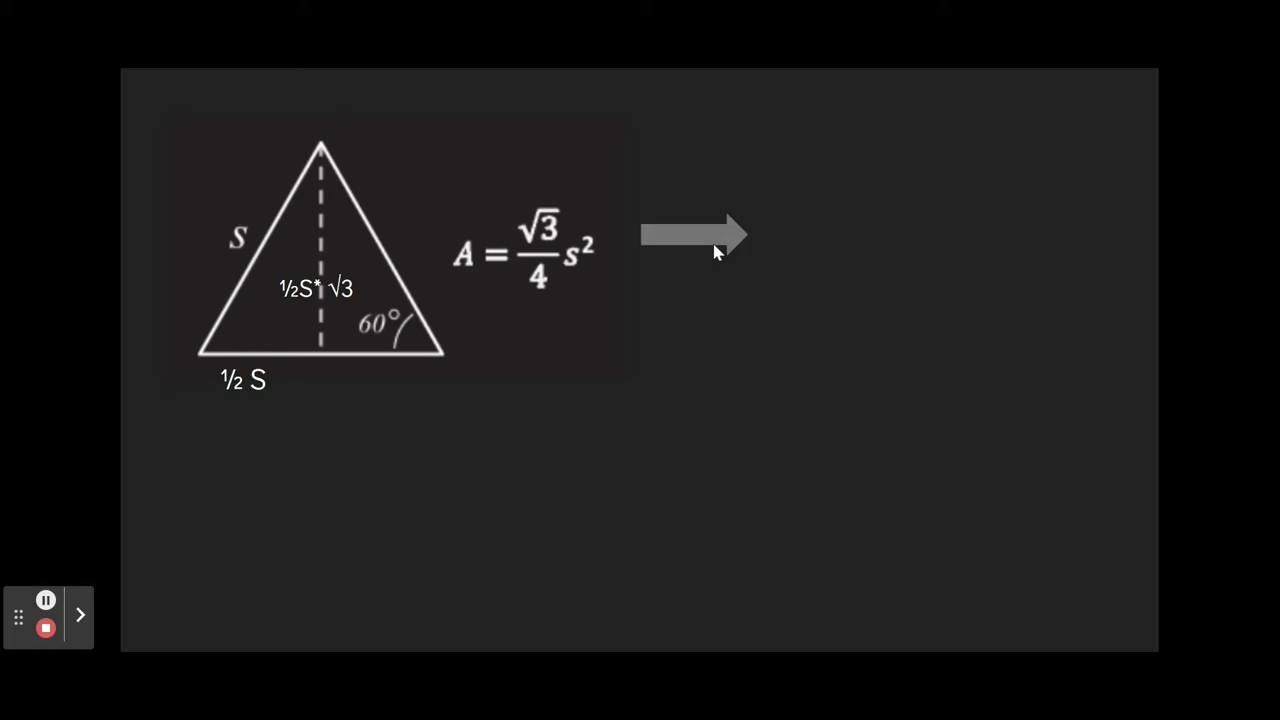 S
½S* √3
60°
½ S
A = √3/4 s²